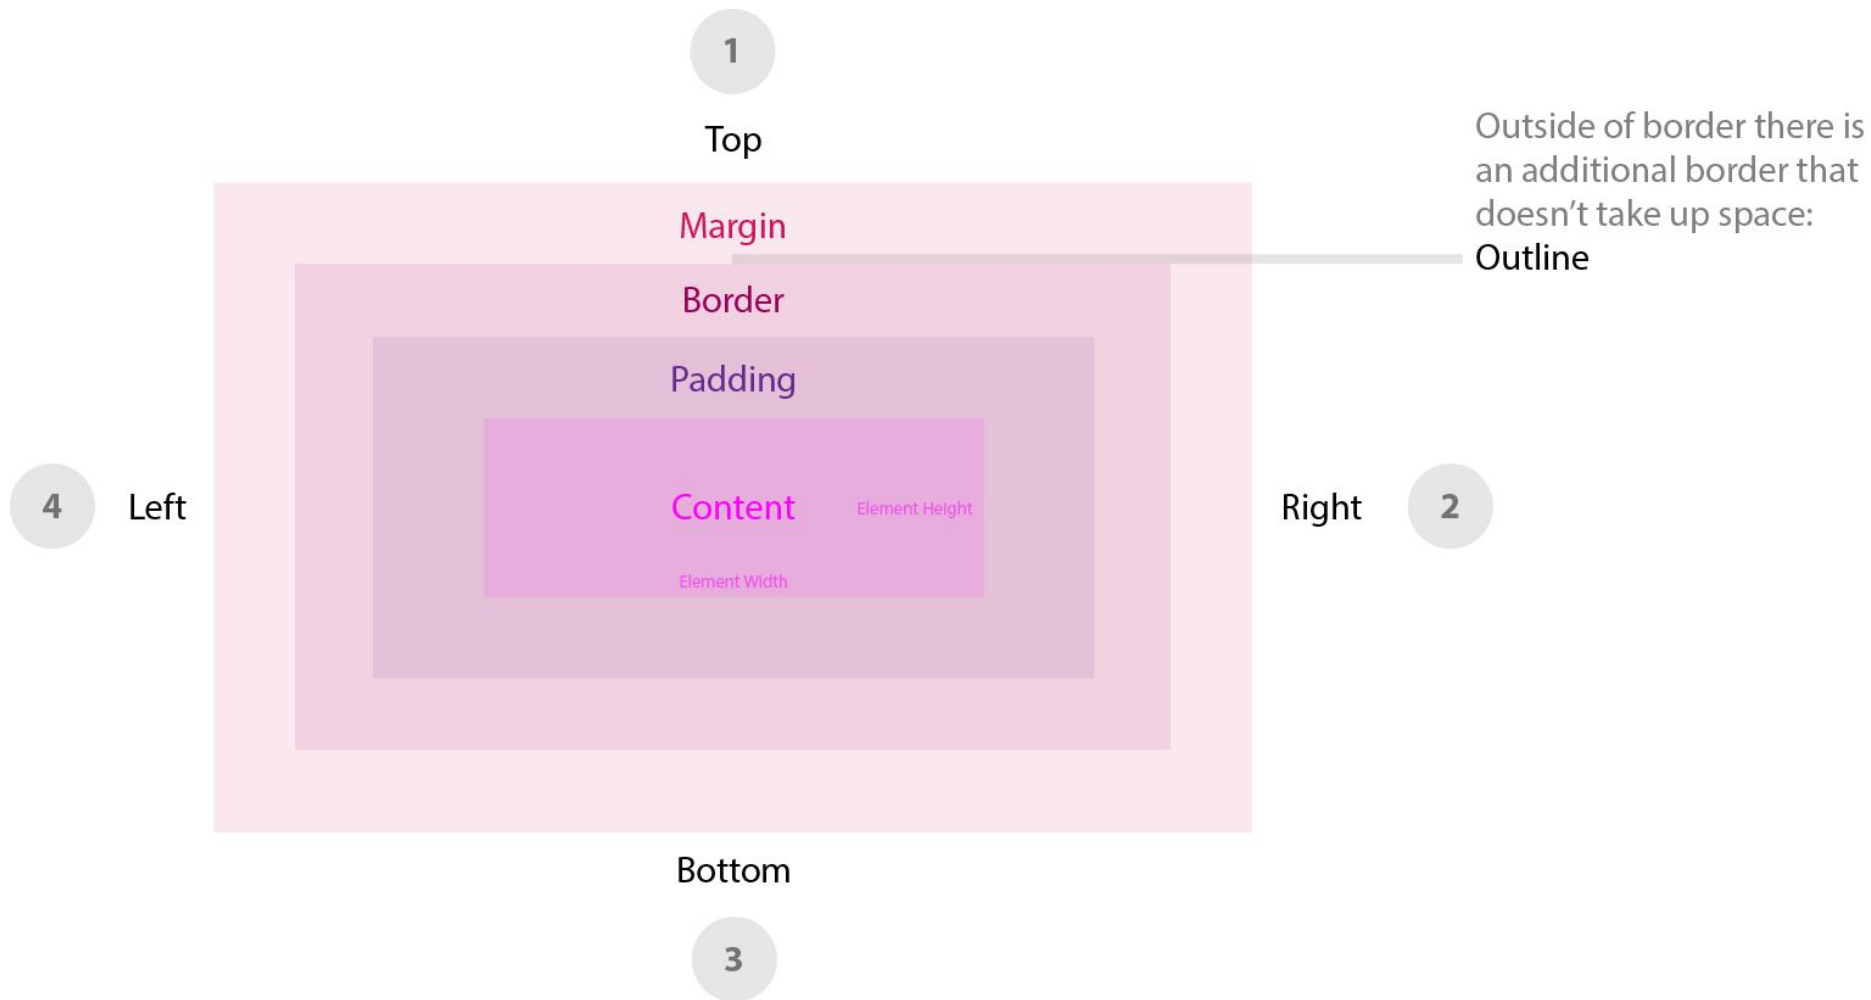 1
Top
Outside of border there is
an additional border that
doesn’t take up space:
Outline
Margin
Border
Padding
Content
Element Height
Element Width
4
Left
Right
2
Bottom
3